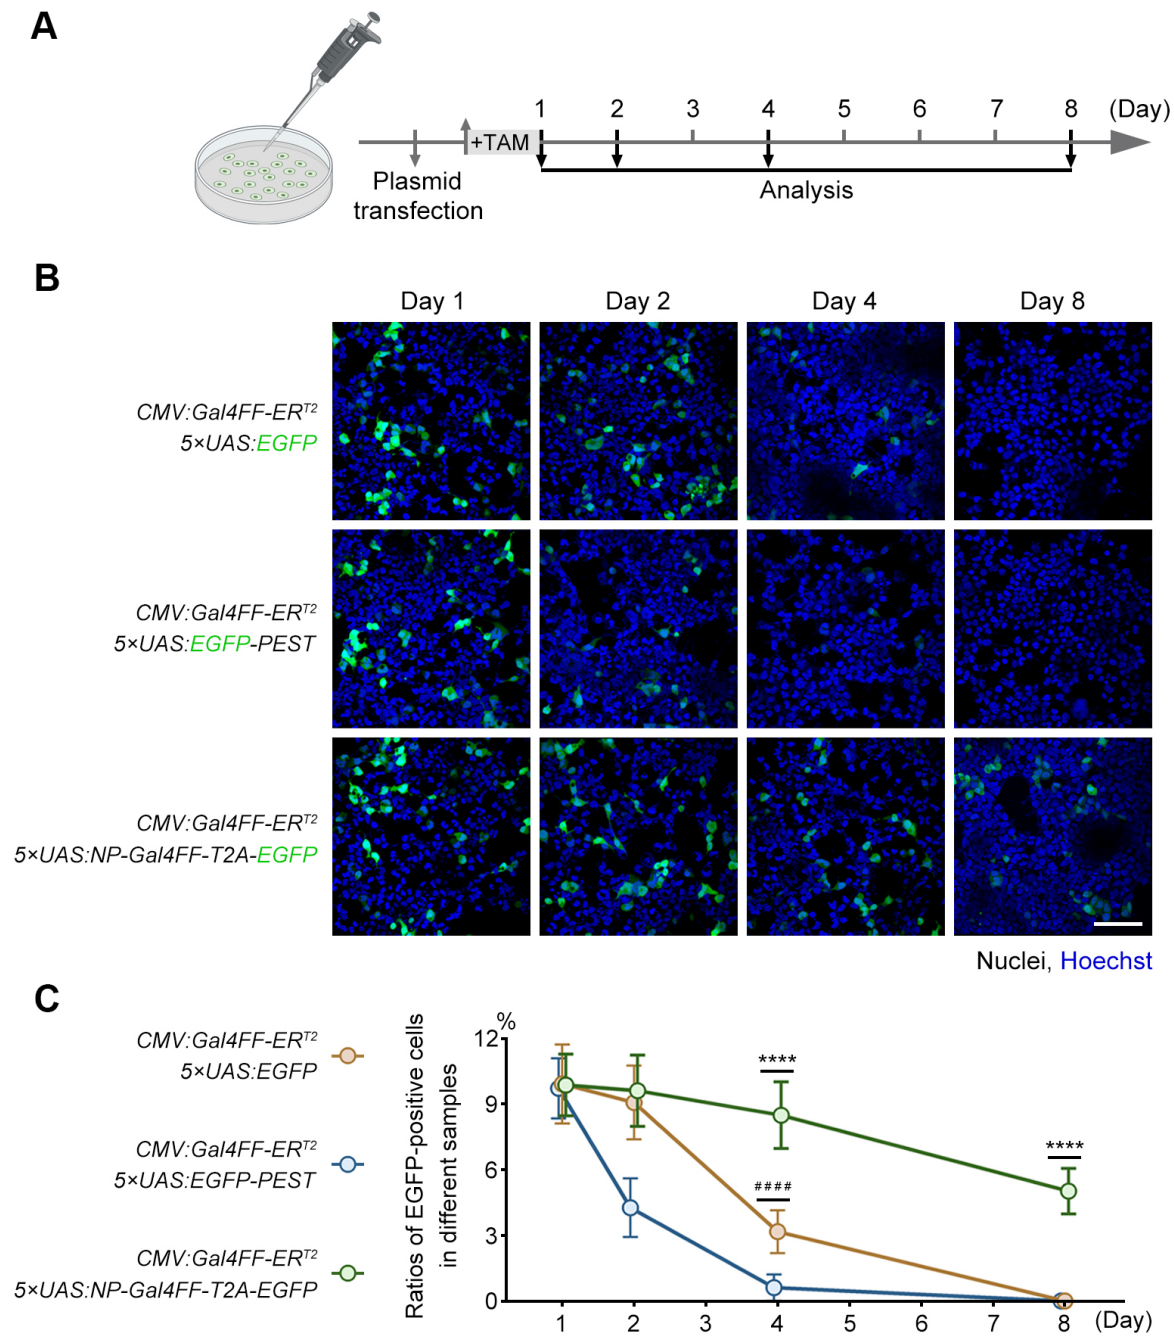 A
1 2 3 4 5 6 7 8 (Day)
+TAM
Plasmid
transfection
Analysis
B
Day 1 Day 2 Day 4 Day 8
CMV:Gal4FF-ERT2
5×UAS:EGFP
CMV:Gal4FF-ERT2
5×UAS:EGFP-PEST
CMV:Gal4FF-ERT2
5×UAS:NP-Gal4FF-T2A-EGFP
Nuclei, Hoechst
C
CMV:Gal4FF-ERT2
5×UAS:EGFP
CMV:Gal4FF-ERT2
5×UAS:EGFP-PEST
CMV:Gal4FF-ERT2
5×UAS:NP-Gal4FF-T2A-EGFP
Ratios of EGFP-positive cells
in different samples
%
12
9
6
3
0
****
****
####
1 2 3 4 5 6 7 8 (Day)